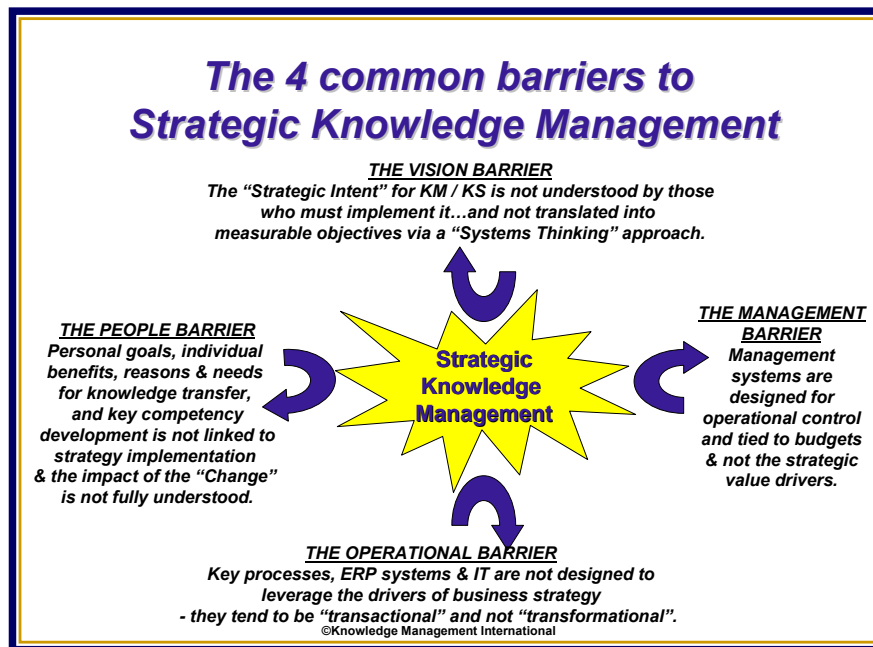 The 4 common barriers to
Strategic Knowledge Management
THE VISION BARRIER
The “Strategic Intent” for KM / KS is not understood by those
who must implement it…and not translated into
measurable objectives via a “Systems Thinking” approach.
THE PEOPLE BARRIER
Personal goals, individual
benefits, reasons & needs
for knowledge transfer,
and key competency
development is not linked to
strategy implementation
& the impact of the “Change”
is not fully understood.
Strategic
Knowledge
Management
THE MANAGEMENT
BARRIER
Management
systems are
designed for
operational control
and tied to budgets
& not the strategic
value drivers.
THE OPERATIONAL BARRIER
Key processes, ERP systems & IT are not designed to
leverage the drivers of business strategy
- they tend to be “transactional” and not “transformational”.
©Knowledge Management International